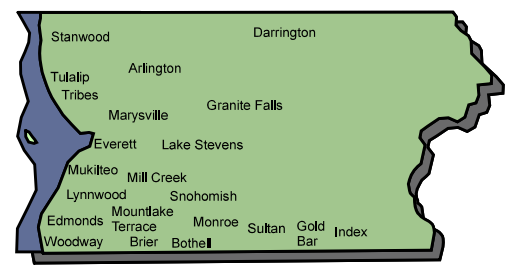 Stanwood
Darrington
Arlington
Tulalip
Tribes
Granite Falls
Marysville
Everett
Lake Stevens
Mukilteo
Mill Creek
Lynnwood
Snohomish
Edmonds
Mountlake
Terrace
Monroe
Sultan
Gold
Bar
Index
Woodway
Brier
Bothell